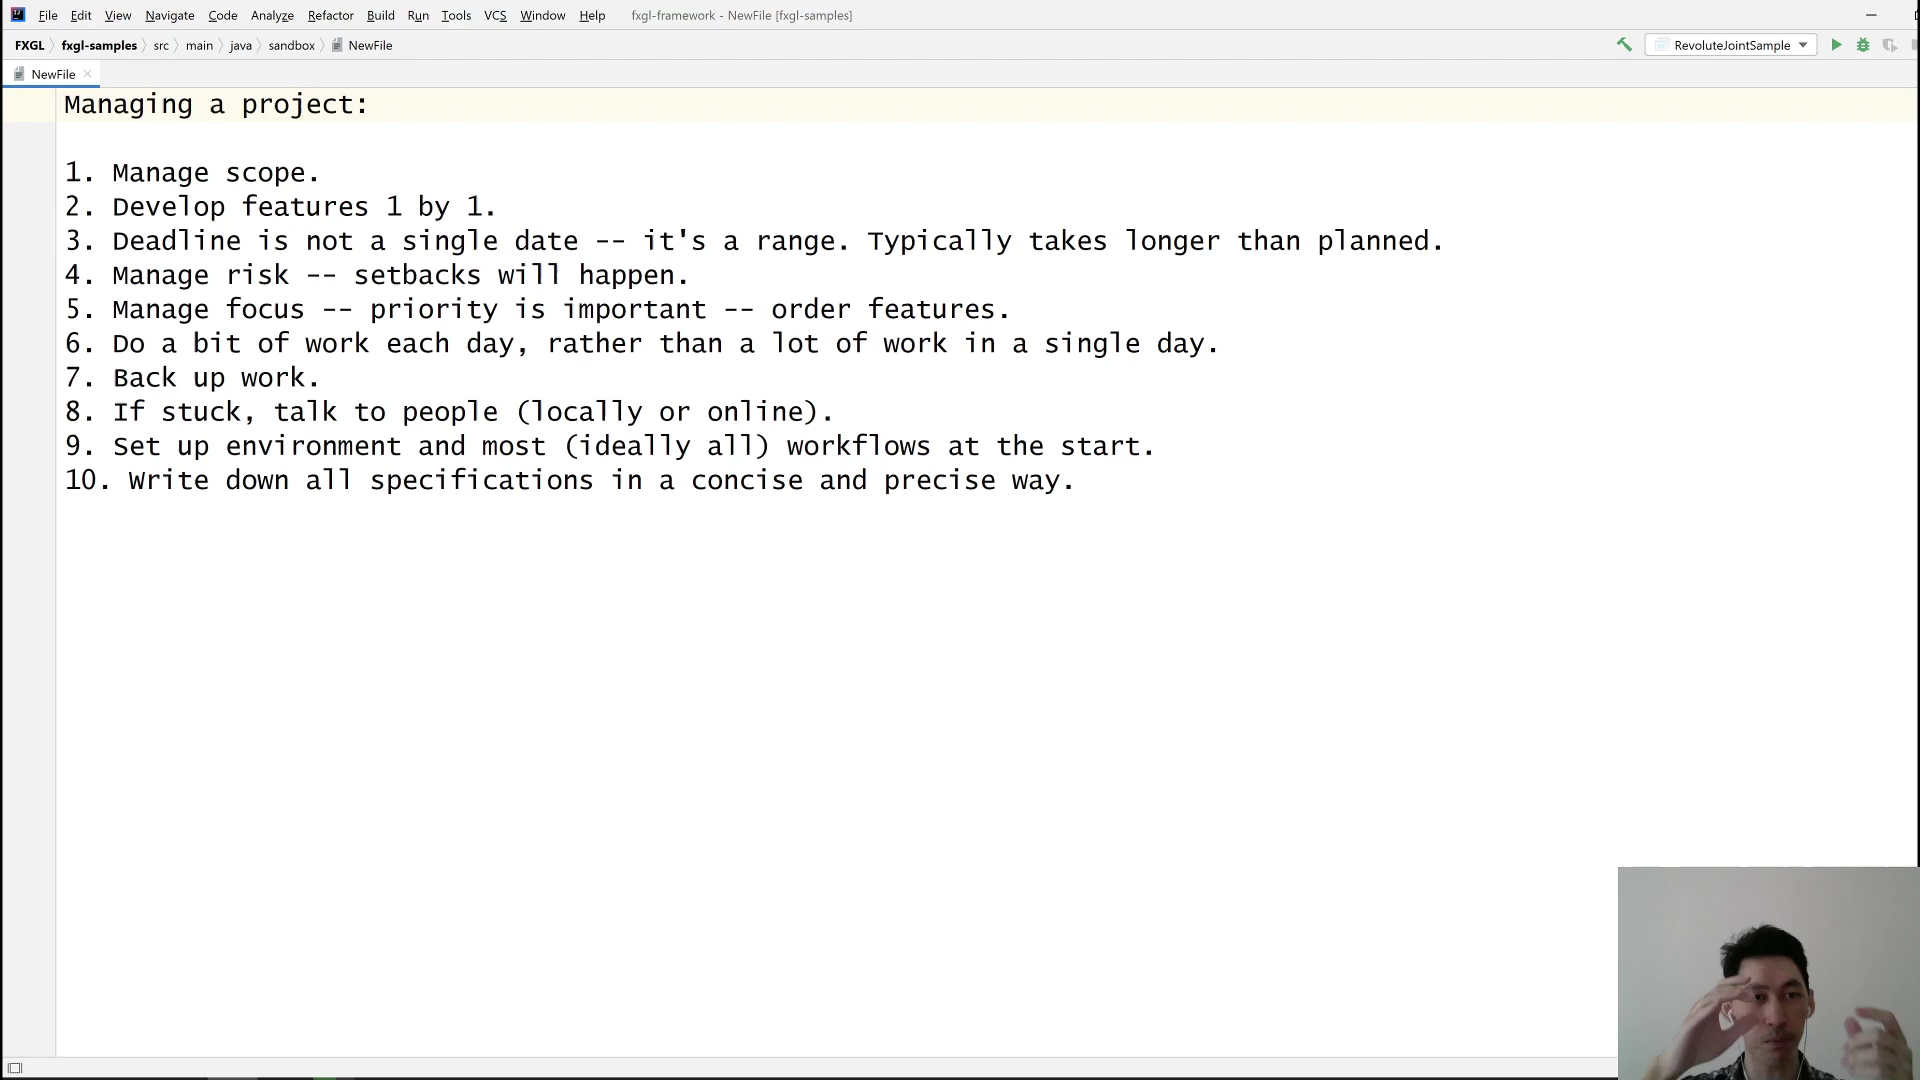 File Edit View Navigate Code Analyze Refactor Build Run Tools VCS Window Help fxgl-framework - NewFile [fxgl-samples]
FXGL fxgl-samples src main java sandbox NewFile RevoluteJointSample
NewFile
Managing a project:
1. Manage scope.
2. Develop features 1 by 1.
3. Deadline is not a single date -- it's a range. Typically takes longer than planned.
4. Manage risk -- setbacks will happen.
5. Manage focus -- priority is important -- order features.
6. Do a bit of work each day, rather than a lot of work in a single day.
7. Back up work.
8. If stuck, talk to people (locally or online).
9. Set up environment and most (ideally all) workflows at the start.
10. Write down all specifications in a concise and precise way.